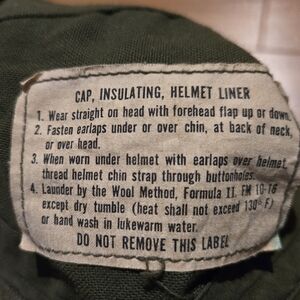 CAP, INSULATING, HELMET LINER
1. Wear straight on head with forehead flap up or down.
2. Fasten earlaps under or over chin, at back of neck,
or over head.
3. When worn under helmet with earlaps over helmet,
thread helmet chin strap through buttonholes.
4. Launder by the Wool Method, Formula II. FM 10-16
except dry tumble (heat shall not exceed 130° F)
or hand wash in lukewarm water.
DO NOT REMOVE THIS LABEL